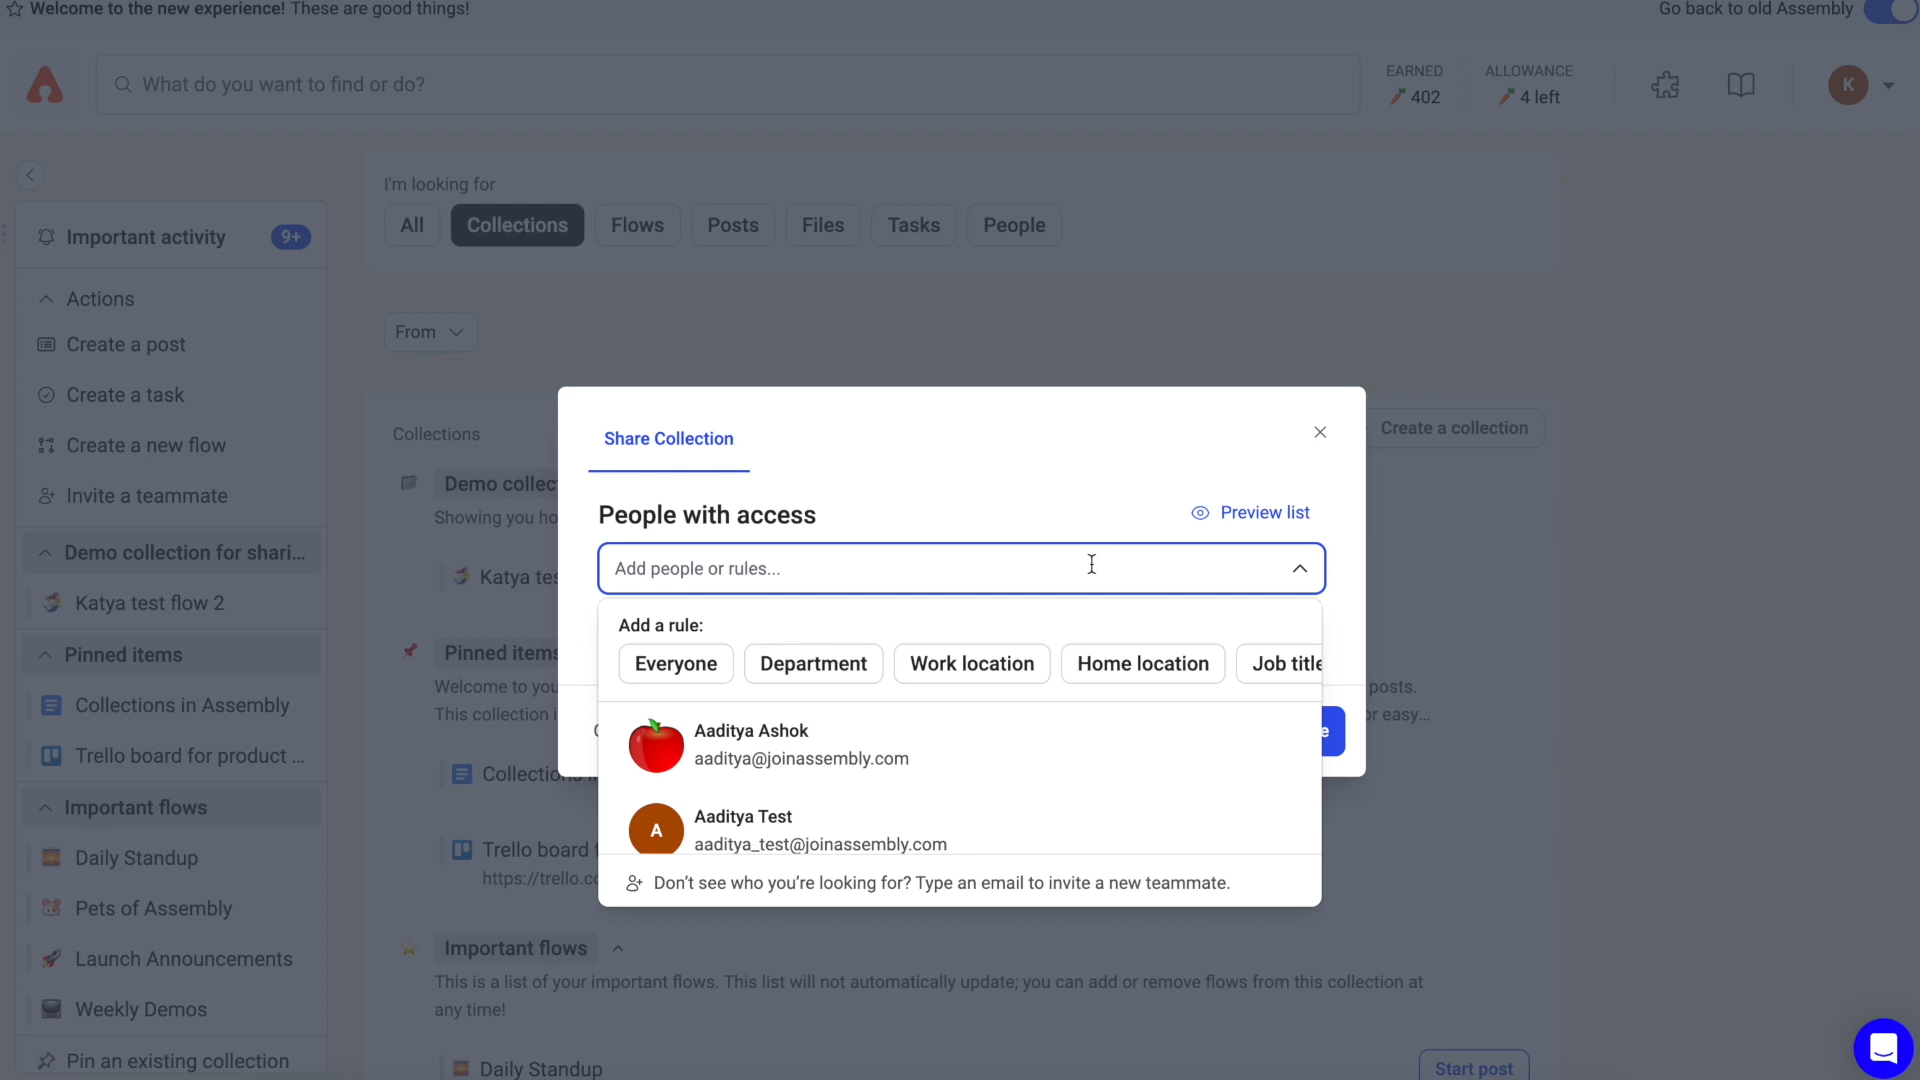 Welcome to the new experience! These are good things!
Go back to old Assembly
What do you want to find or do?
EARNED
402
ALLOWANCE
4 left
K
I'm looking for
All
Collections
Flows
Posts
Files
Tasks
People
From
Important activity
9+
Actions
Create a post
Create a task
Create a new flow
Invite a teammate
Demo collection for shari...
Katya test flow 2
Pinned items
Collections in Assembly
Trello board for product ...
Important flows
Daily Standup
Pets of Assembly
Launch Announcements
Weekly Demos
Pin an existing collection
Collections
Create a collection
Demo collec
Showing you ho
Katya tes
Pinned items
Welcome to you
posts.
This collection i
or easy...
Collection
Trello board
https://trello.co
Important flows
This is a list of your important flows. This list will not automatically update; you can add or remove flows from this collection at
any time!
Daily Standup
Start post
Share Collection
People with access
Preview list
Add people or rules...
Add a rule:
Everyone
Department
Work location
Home location
Job title
Aaditya Ashok
aaditya@joinassembly.com
A
Aaditya Test
aaditya_test@joinassembly.com
Don't see who you're looking for? Type an email to invite a new teammate.